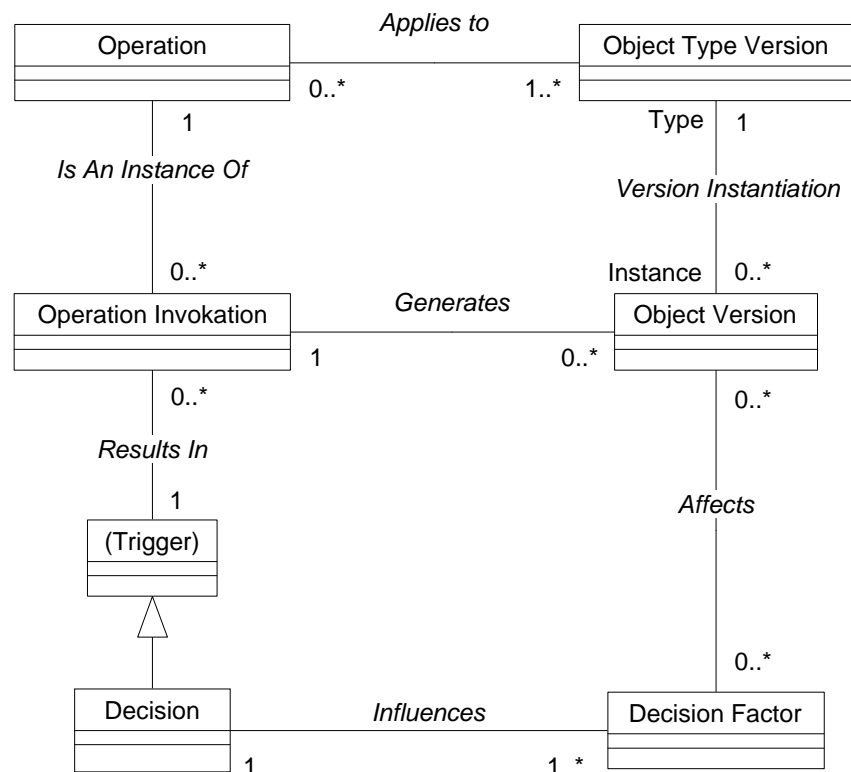 Applies to
Operation
Object Type Version
0..*
1..*
1
Type
1
Is An Instance Of
Version Instantiation
0..*
Instance
0..*
Operation Invokation
Generates
Object Version
1
0..*
0..*
0..*
Results In
1
Affects
(Trigger)
0..*
Decision
Influences
Decision Factor
1
1..*